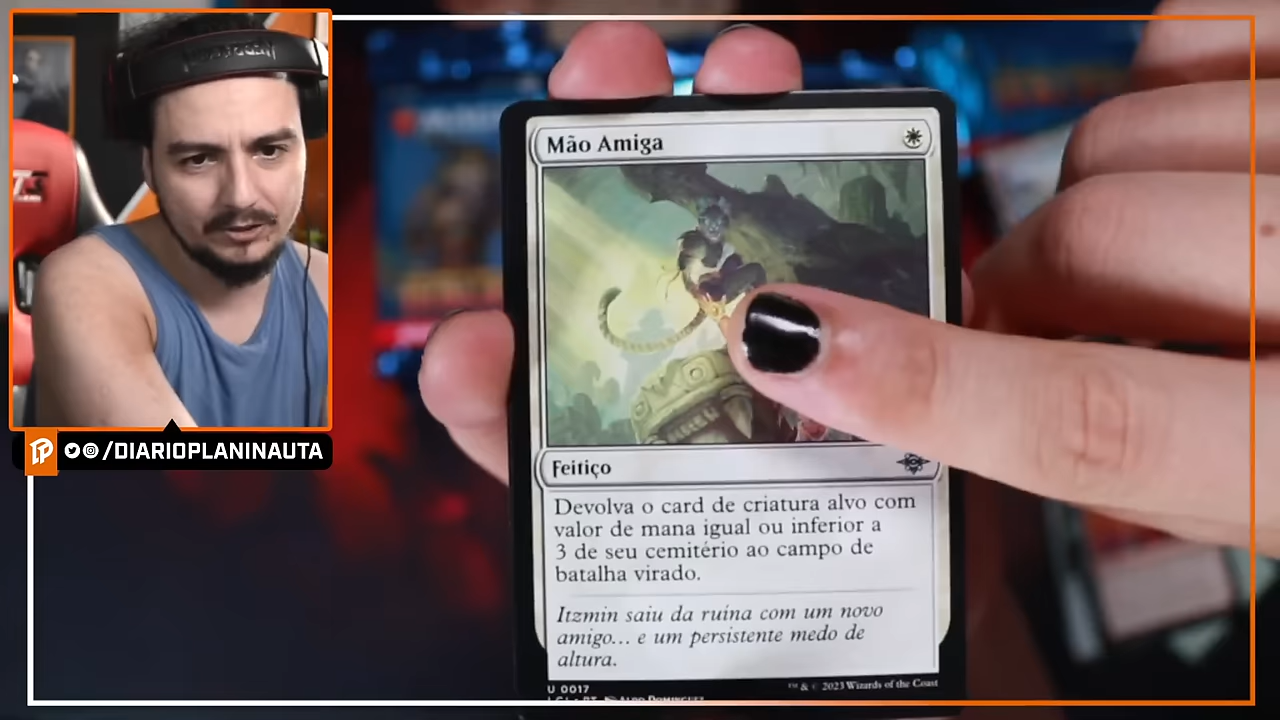 Mão Amiga
Feitiço
Devolva o card de criatura alvo com
valor de mana igual ou inferior a
3 de seu cemitério ao campo de
batalha virado.
Itzmin saiu da ruína com um novo
amigo... e um persistente medo de
altura.
U 0017
™ & © 2023 Wizards of the Coast
/DIARIOPLANINAUTA